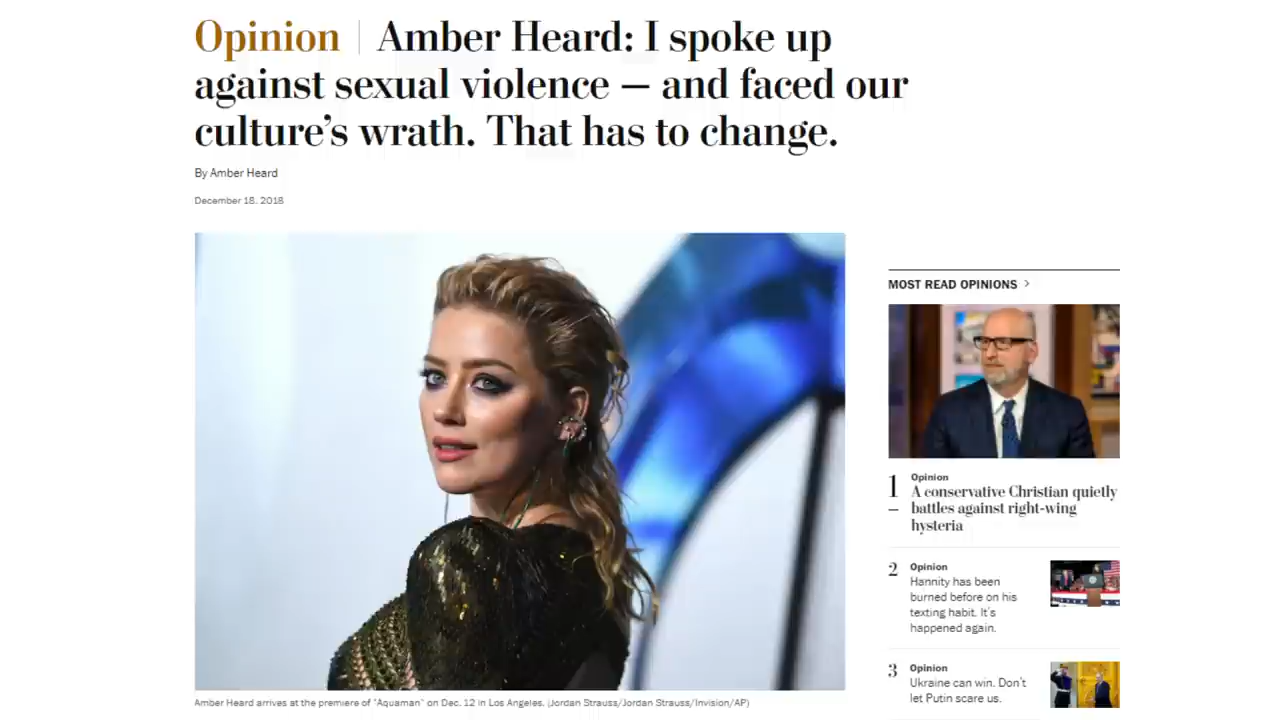 Opinion | Amber Heard: I spoke up
against sexual violence — and faced our
culture’s wrath. That has to change.
By Amber Heard
December 18, 2018
Amber Heard arrives at the premiere of "Aquaman" on Dec. 12 in Los Angeles. (Jordan Strauss/Jordan Strauss/Invision/AP)
MOST READ OPINIONS >
1
Opinion
A conservative Christian quietly
battles against right-wing
hysteria
2
Opinion
Hannity has been
burned before on his
texting habit. It’s
happened again.
3
Opinion
Ukraine can win. Don’t
let Putin scare us.